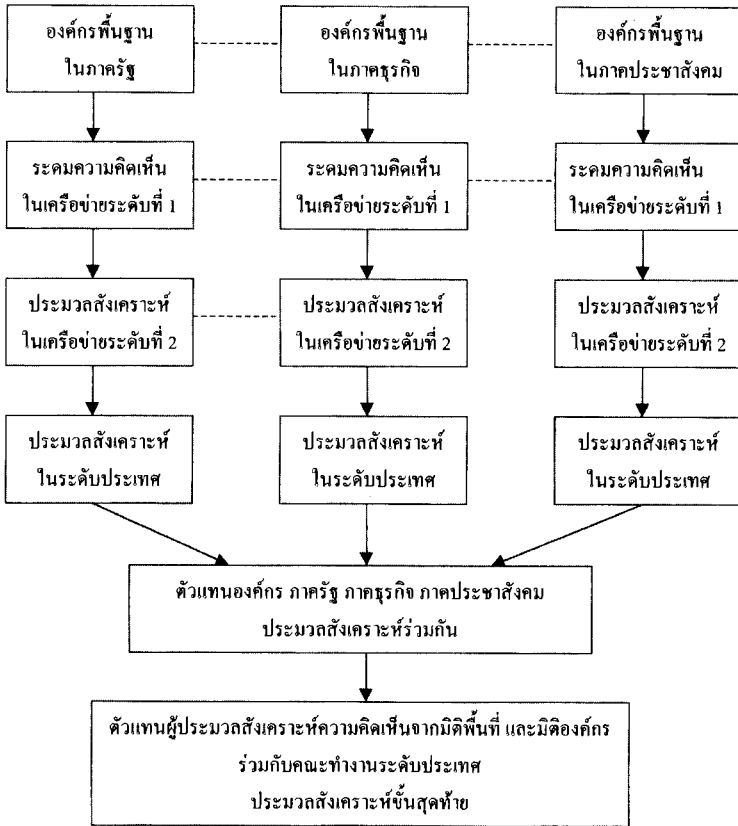 องค์กรพื้นฐาน
ในภาครัฐ
องค์กรพื้นฐาน
ในภาคธุรกิจ
องค์กรพื้นฐาน
ในภาคประชาสังคม
ระดมความคิดเห็น
ในเครือข่ายระดับที่ 1
ระดมความคิดเห็น
ในเครือข่ายระดับที่ 1
ระดมความคิดเห็น
ในเครือข่ายระดับที่ 1
ประมวลสังเคราะห์
ในเครือข่ายระดับที่ 2
ประมวลสังเคราะห์
ในเครือข่ายระดับที่ 2
ประมวลสังเคราะห์
ในเครือข่ายระดับที่ 2
ประมวลสังเคราะห์
ในระดับประเทศ
ประมวลสังเคราะห์
ในระดับประเทศ
ประมวลสังเคราะห์
ในระดับประเทศ
ตัวแทนองค์กร ภาครัฐ ภาคธุรกิจ ภาคประชาสังคม
ประมวลสังเคราะห์ร่วมกัน
ตัวแทนผู้ประมวลสังเคราะห์ความคิดเห็นจากมิติพื้นที่ และมิติองค์กร
ร่วมกับคณะทำงานระดับประเทศ
ประมวลสังเคราะห์ขั้นสุดท้าย